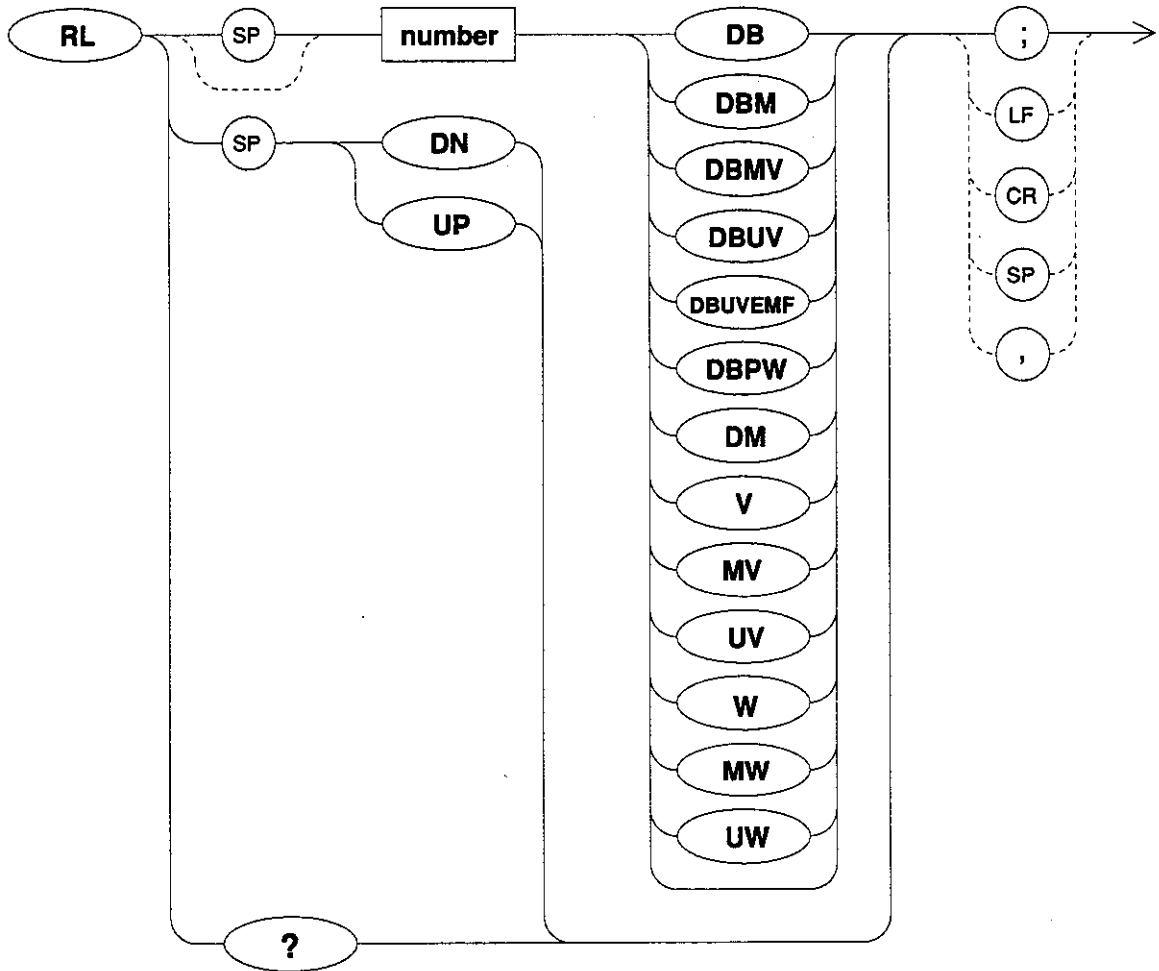 RL SP number DB ;
DBM LF
SP DN DBMV
UP DBUV CR
DBUVEMF SP
DBPW ,
DM
V
MV
UV
W
MW
UW
?